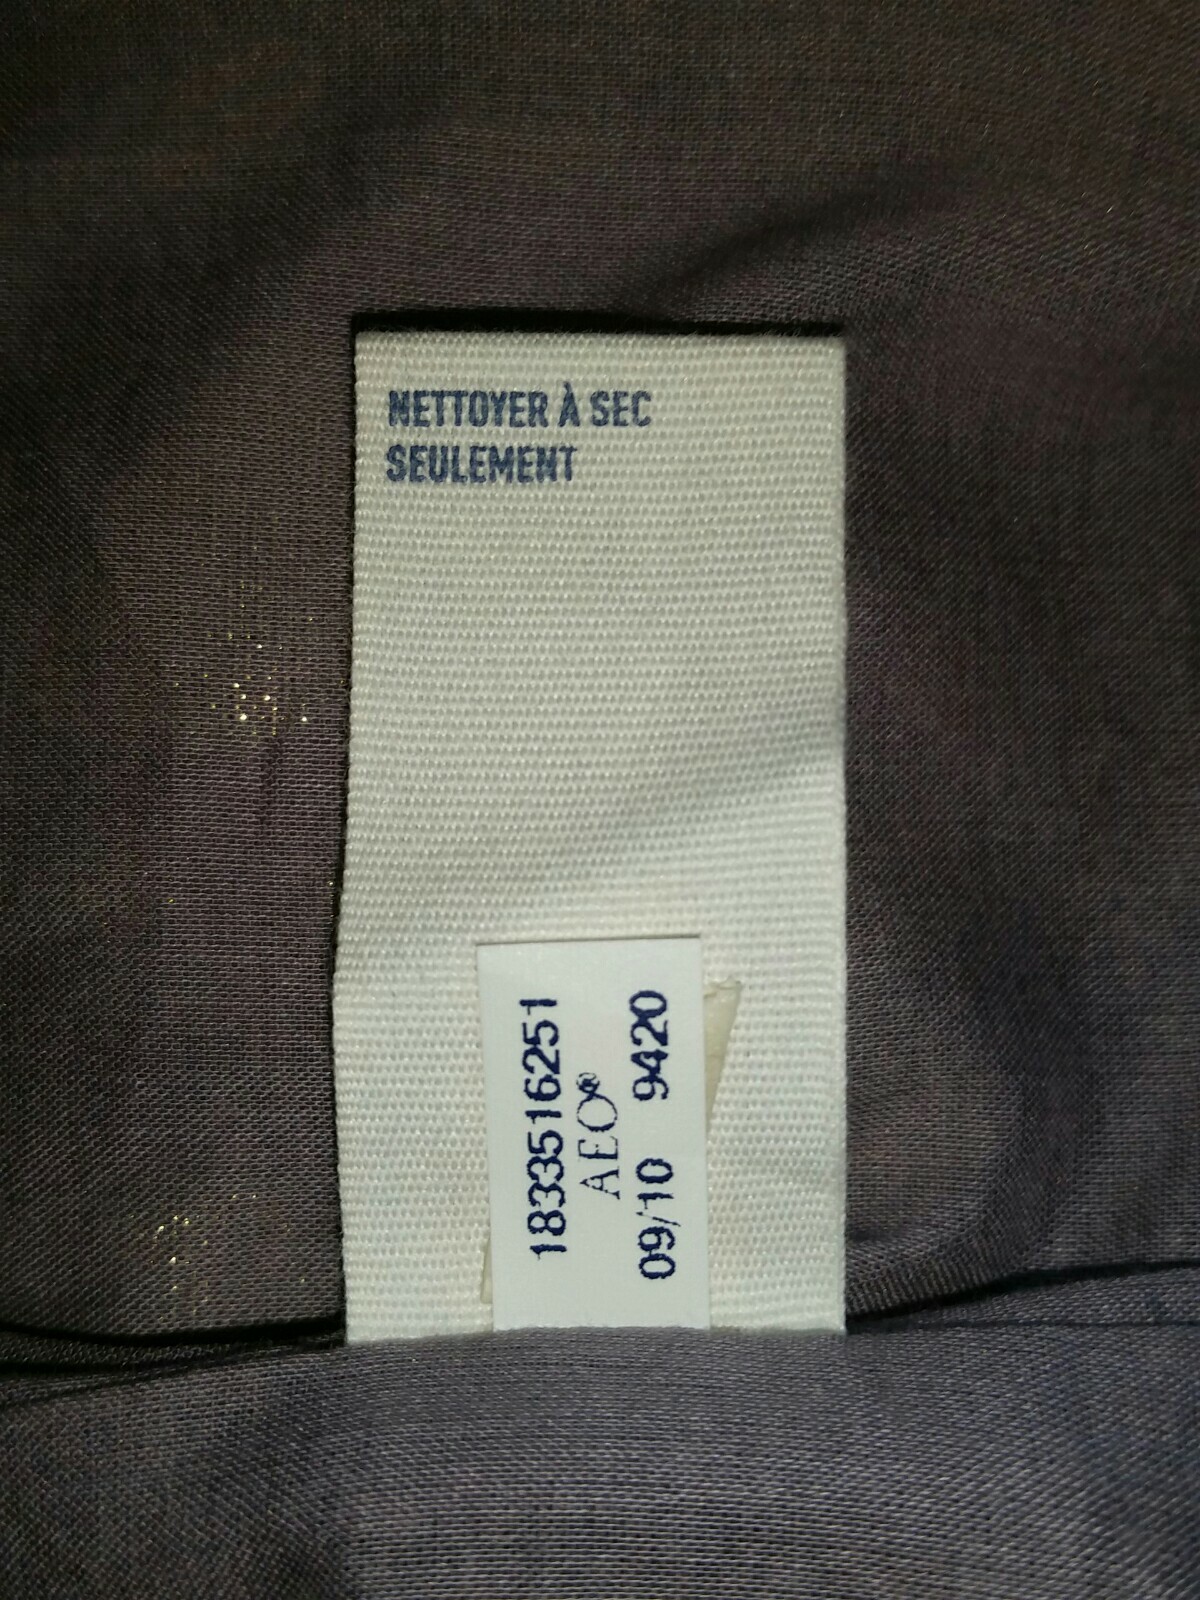 NETTOYER À SEC
SEULEMENT
1833516251
AEO®
09/10 9420